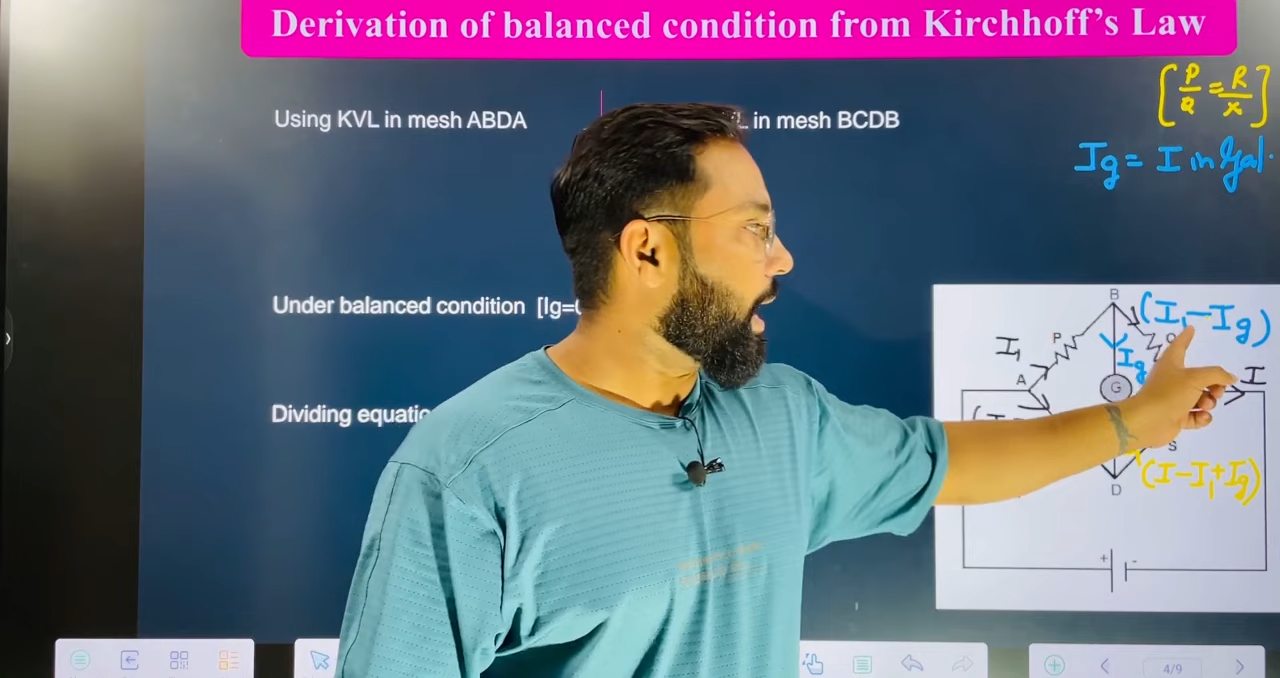 Derivation of balanced condition from Kirchhoff's Law
[P/Q = R/X]
Ig = I in Gal.
Using KVL in mesh ABDA
in mesh BCDB
Under balanced condition [Ig=
Dividing
B
(I₁-Ig)
P
I₁
Ig
A
G
I
S
(I-I₁+Ig)
D
+ -
4/9